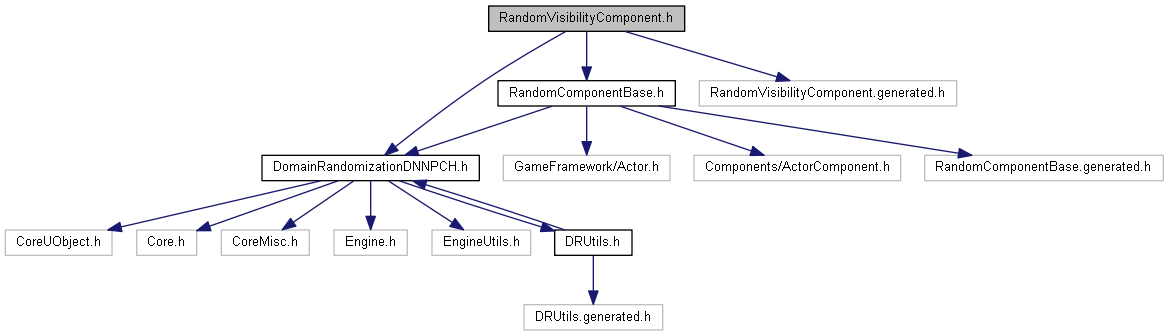 RandomVisibilityComponent.h
RandomComponentBase.h
RandomVisibilityComponent.generated.h
DomainRandomizationDNNPCH.h
GameFramework/Actor.h
Components/ActorComponent.h
RandomComponentBase.generated.h
CoreUObject.h
Core.h
CoreMisc.h
Engine.h
EngineUtils.h
DRUtils.h
DRUtils.generated.h